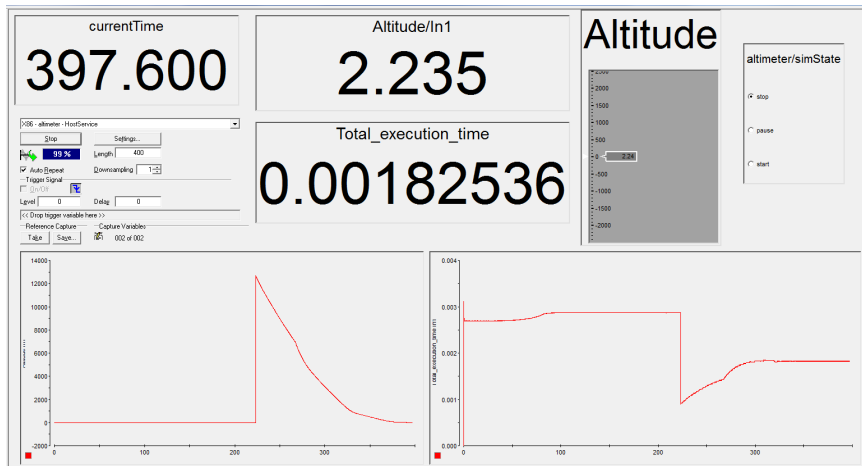 currentTime
397.600
Altitude/In1
2.235
Altitude
2500
2000
1500
1000
500
0
2.24
-500
-1000
-1500
-2000
altimeter/simState
stop
pause
start
X86 - altimeter - HostService
Stop
Settings...
99 %
Length
400
Auto Repeat
Downsampling
1
Trigger Signal
On/Off
Level
0
Delay
0
<< Drop trigger variable here >>
Reference Capture
Capture Variables
Take
Save...
002 of 002
Total_execution_time
0.00182536
14000
12000
10000
8000
6000
4000
2000
0
-2000
0
100
200
300
0.004
0.003
0.002
0.001
0.000
Total_execution_time (f)
0
100
200
300